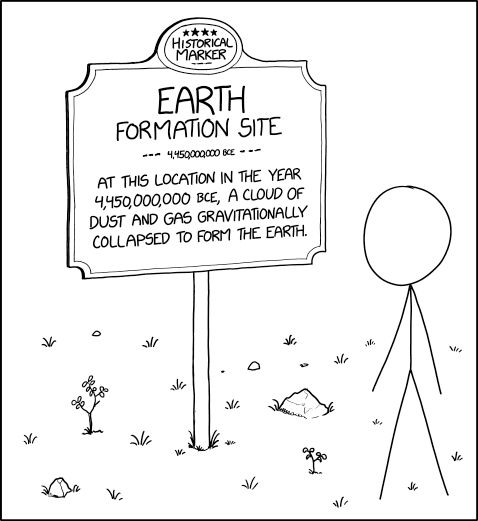 ★★★★
HISTORICAL
MARKER
EARTH
FORMATION SITE
--- 4,450,000,000 BCE ---
AT THIS LOCATION IN THE YEAR
4,450,000,000 BCE, A CLOUD OF
DUST AND GAS GRAVITATIONALLY
COLLAPSED TO FORM THE EARTH.